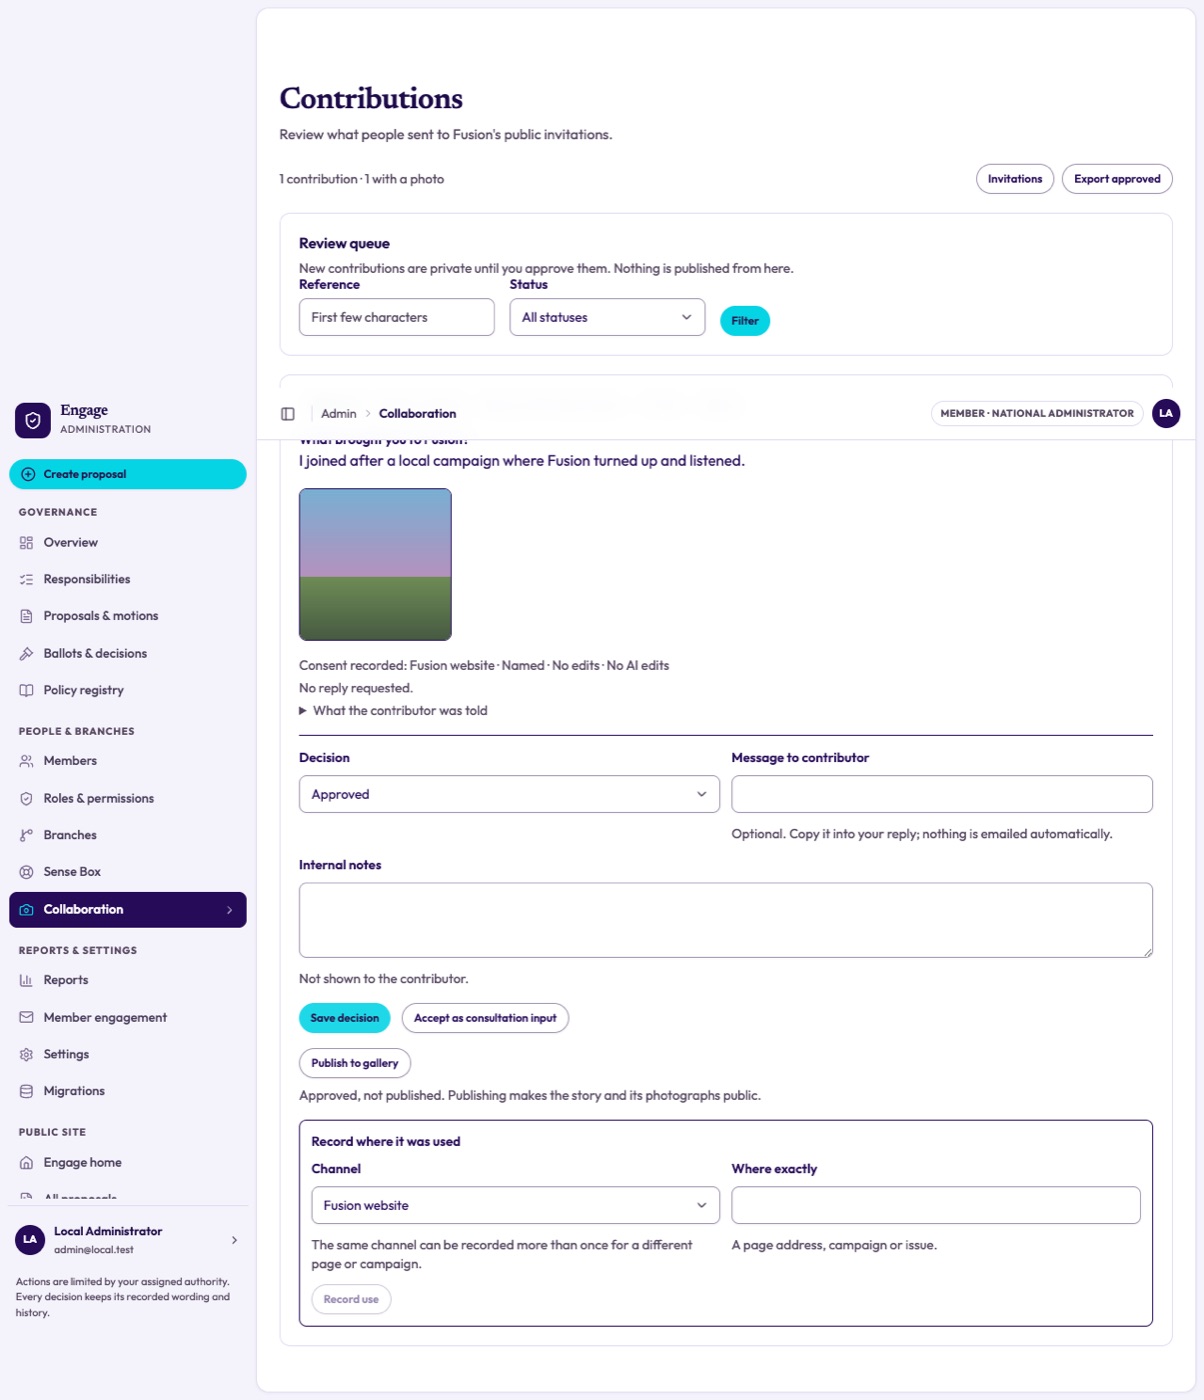 Engage
ADMINISTRATION
Create proposal
GOVERNANCE
Overview
Responsibilities
Proposals & motions
Ballots & decisions
Policy registry
PEOPLE & BRANCHES
Members
Roles & permissions
Branches
Sense Box
Collaboration
REPORTS & SETTINGS
Reports
Member engagement
Settings
Migrations
PUBLIC SITE
Engage home
All proposals
LA
Local Administrator
admin@local.test
Actions are limited by your assigned authority.
Every decision keeps its recorded wording and
history.
Contributions
Review what people sent to Fusion's public invitations.
1 contribution · 1 with a photo
Invitations
Export approved
Review queue
New contributions are private until you approve them. Nothing is published from here.
Reference
Status
First few characters
All statuses
Filter
Admin
Collaboration
MEMBER · NATIONAL ADMINISTRATOR
LA
What brought you to Fusion?
I joined after a local campaign where Fusion turned up and listened.
Consent recorded: Fusion website · Named · No edits · No AI edits
No reply requested.
What the contributor was told
Decision
Message to contributor
Approved
Optional. Copy it into your reply; nothing is emailed automatically.
Internal notes
Not shown to the contributor.
Save decision
Accept as consultation input
Publish to gallery
Approved, not published. Publishing makes the story and its photographs public.
Record where it was used
Channel
Where exactly
Fusion website
The same channel can be recorded more than once for a different
page or campaign.
A page address, campaign or issue.
Record use